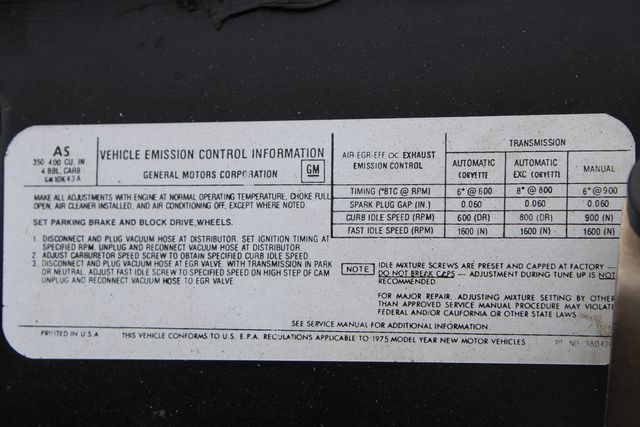 AS
350 400 CU. IN.
4 BBL. CARB
GM 10K 4.3 A
VEHICLE EMISSION CONTROL INFORMATION
GENERAL MOTORS CORPORATION
GM
MAKE ALL ADJUSTMENTS WITH ENGINE AT NORMAL OPERATING TEMPERATURE, CHOKE FULL
OPEN, AIR CLEANER INSTALLED, AND AIR CONDITIONING OFF, EXCEPT WHERE NOTED.
SET PARKING BRAKE AND BLOCK DRIVE WHEELS.
1. DISCONNECT AND PLUG VACUUM HOSE AT DISTRIBUTOR. SET IGNITION TIMING AT
SPECIFIED RPM. UNPLUG AND RECONNECT VACUUM HOSE AT DISTRIBUTOR.
2. ADJUST CARBURETOR SPEED SCREW TO OBTAIN SPECIFIED CURB IDLE SPEED.
3. DISCONNECT AND PLUG VACUUM HOSE AT EGR VALVE. WITH TRANSMISSION IN PARK
OR NEUTRAL, ADJUST FAST IDLE SCREW TO SPECIFIED SPEED ON HIGH STEP OF CAM
UNPLUG AND RECONNECT VACUUM HOSE TO EGR VALVE
AIR-EGR-EFF OC EXHAUST
EMISSION CONTROL
TRANSMISSION
AUTOMATIC
CORVETTE
AUTOMATIC
EXC CORVETTE
MANUAL
TIMING (°BTC @ RPM) 6° @ 600 8° @ 800 6° @ 900
SPARK PLUG GAP (IN.) 0.060 0.060 0.060
CURB IDLE SPEED (RPM) 600 (DR) 800 (DR) 900 (N)
FAST IDLE SPEED (RPM) 1600 (N) 1600 (N) 1600 (N)
NOTE IDLE MIXTURE SCREWS ARE PRESET AND CAPPED AT FACTORY —
DO NOT BREAK CAPS — ADJUSTMENT DURING TUNE UP IS NOT
RECOMMENDED
FOR MAJOR REPAIR, ADJUSTING MIXTURE SETTING BY OTHER
THAN APPROVED SERVICE MANUAL PROCEDURE MAY VIOLATE
FEDERAL AND/OR CALIFORNIA OR OTHER STATE LAWS
SEE SERVICE MANUAL FOR ADDITIONAL INFORMATION.
PRINTED IN U.S.A THIS VEHICLE CONFORMS TO U.S. E.P.A. REGULATIONS APPLICABLE TO 1975 MODEL YEAR NEW MOTOR VEHICLES PT. NO.